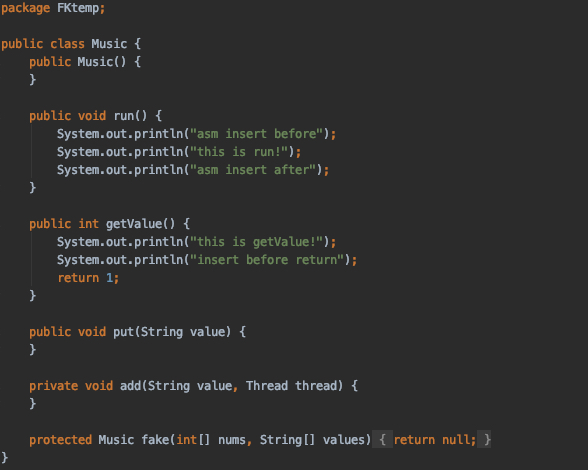 package FKtemp;
public class Music {
public Music() {
}
public void run() {
System.out.println("asm insert before");
System.out.println("this is run!");
System.out.println("asm insert after");
}
public int getValue() {
System.out.println("this is getValue!");
System.out.println("insert before return");
return 1;
}
public void put(String value) {
}
private void add(String value, Thread thread) {
}
protected Music fake(int[] nums, String[] values) { return null; }
}